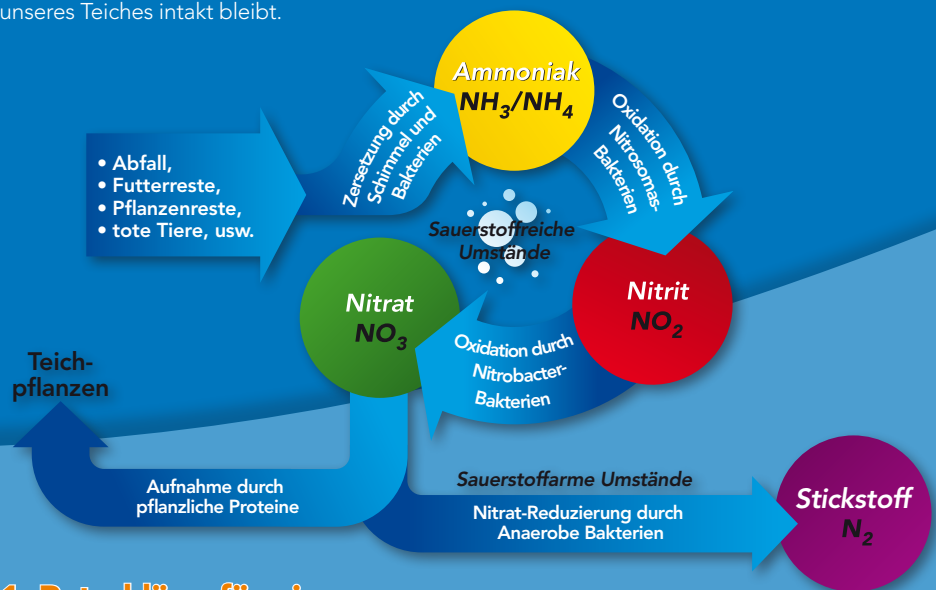 unseres Teiches intakt bleibt.
Ammoniak
NH3/NH4
Zersetzung durch
Schimmel und
Bakterien
Oxidation durch
Nitrosomas-
Bakterien
• Abfall,
• Futterreste,
• Pflanzenreste,
• tote Tiere, usw.
Sauerstoffreiche
Umstände
Nitrit
NO2
Nitrat
NO3
Oxidation durch
Nitrobacter-
Bakterien
Teich-
pflanzen
Aufnahme durch
pflanzliche Proteine
Sauerstoffarme Umstände
Nitrat-Reduzierung durch
Anaerobe Bakterien
Stickstoff
N2